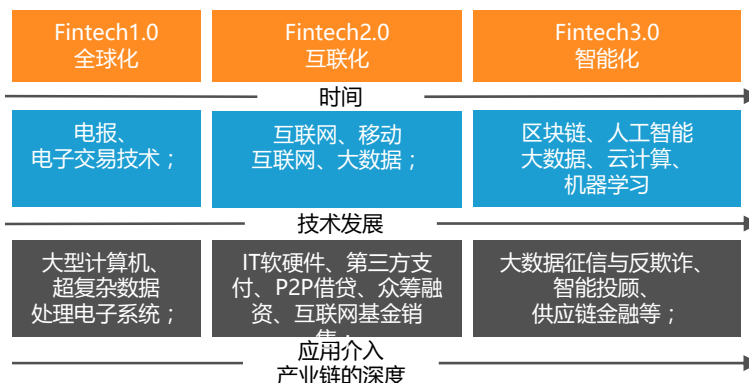 Fintech1.0
全球化
Fintech2.0
互联化
Fintech3.0
智能化
时间
电报、
电子交易技术；
互联网、移动
互联网、大数据；
区块链、人工智能
大数据、云计算、
机器学习
技术发展
大型计算机、
超复杂数据
处理电子系统；
IT软硬件、第三方支
付、P2P借贷、众筹融
资、互联网基金销
售；
大数据征信与反欺诈、
智能投顾、
供应链金融等；
应用介入
产业链的深度